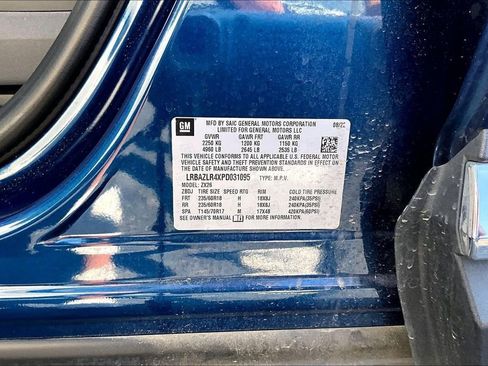 GM
MFD BY SAIC GENERAL MOTORS CORPORATION 08/22
LIMITED FOR GENERAL MOTORS LLC
GVWR GAWR FRT GAWR RR
2250 KG 1200 KG 1150 KG
4960 LB 2645 LB 2535 LB
THIS VEHICLE CONFORMS TO ALL APPLICABLE U.S. FEDERAL MOTOR
VEHICLE SAFETY AND THEFT PREVENTION STANDARDS IN
EFFECT ON THE DATE OF MANUFACTURE SHOWN ABOVE.
LRBAZLR4XPD031095 TYPE: M.P.V.
MODEL: ZX26
TIRE SIZE SPEED RTG RIM COLD TIRE PRESSURE
FRT 235/60R18 H 18X8J 240KPA(35PSI)
RR 235/60R18 H 18X8J 240KPA(35PSI)
SPA T145/70R17 M 17X4B 420KPA(60PSI)
SEE OWNER'S MANUAL FOR MORE INFORMATION.